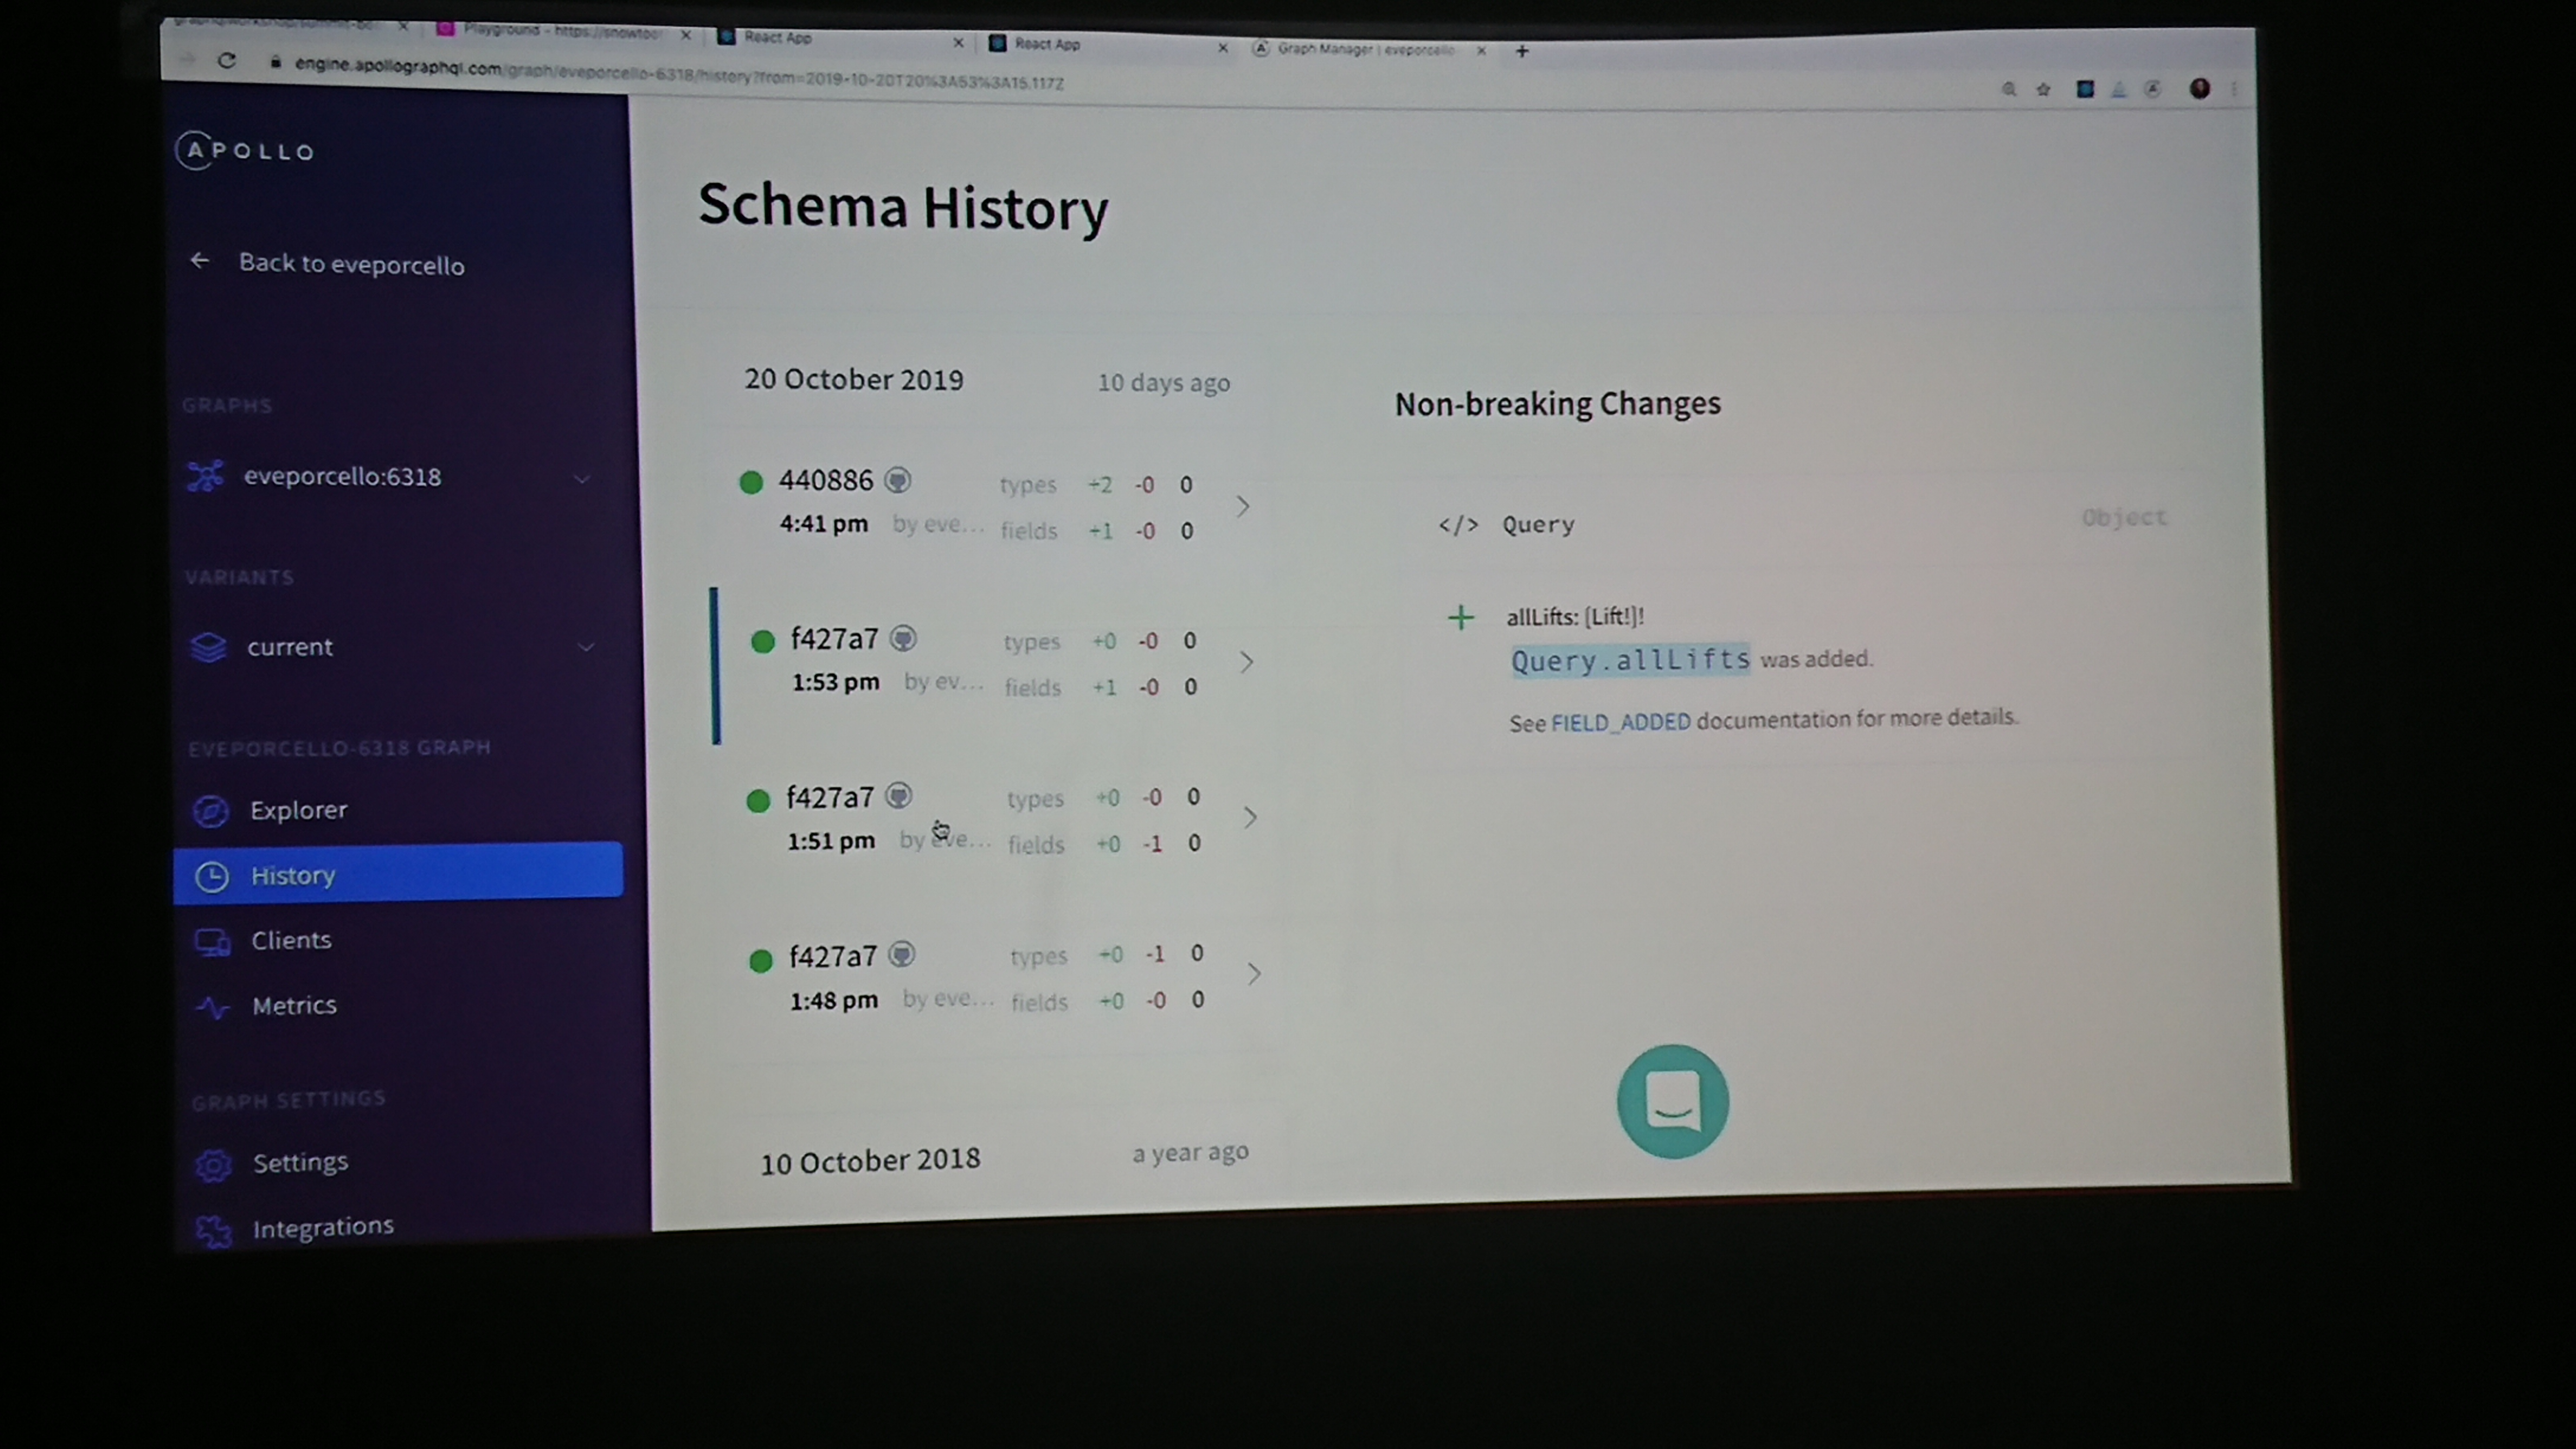 Playground - https://snowtoo
React App
React App
Graph Manager | eveporcello
engine.apollographql.com/graph/eveporcello-6318/history?from=2019-10-20T20%3A53%3A15.117Z
APOLLO
Back to eveporcello
GRAPHS
eveporcello:6318
VARIANTS
current
EVEPORCELLO-6318 GRAPH
Explorer
History
Clients
Metrics
GRAPH SETTINGS
Settings
Integrations
Schema History
20 October 2019 10 days ago
440886 types +2 -0 0
4:41 pm by eve... fields +1 -0 0
f427a7 types +0 -0 0
1:53 pm by ev... fields +1 -0 0
f427a7 types +0 -0 0
1:51 pm by eve... fields +0 -1 0
f427a7 types +0 -1 0
1:48 pm by eve... fields +0 -0 0
10 October 2018 a year ago
Non-breaking Changes
</> Query Object
+ allLifts: [Lift!]!
Query.allLifts was added.
See FIELD_ADDED documentation for more details.